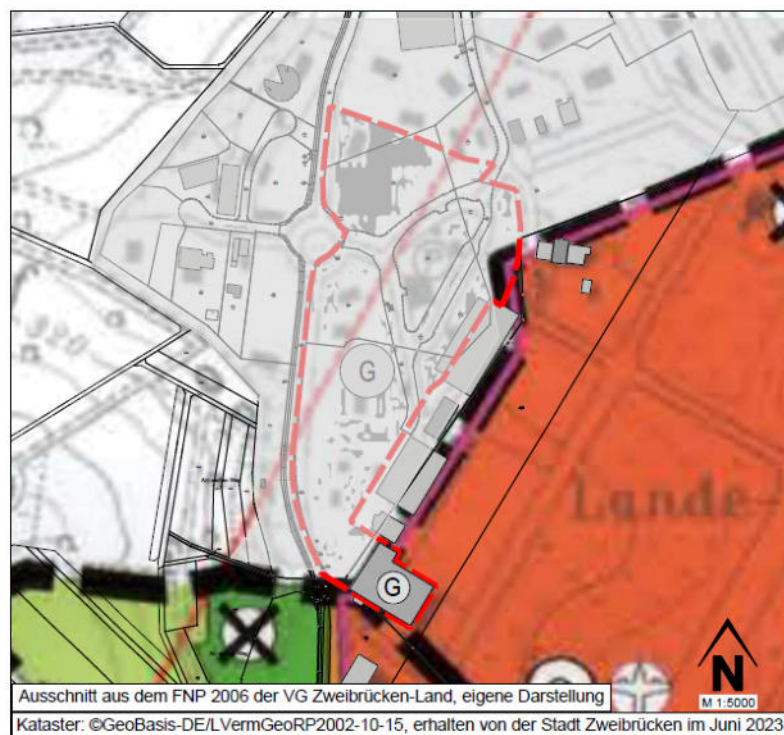 G
Lande
G
N
M 1:5000
Ausschnitt aus dem FNP 2006 der VG Zweibrücken-Land, eigene Darstellung
Kataster: ©GeoBasis-DE/LVermGeoRP2002-10-15, erhalten von der Stadt Zweibrücken im Juni 2023